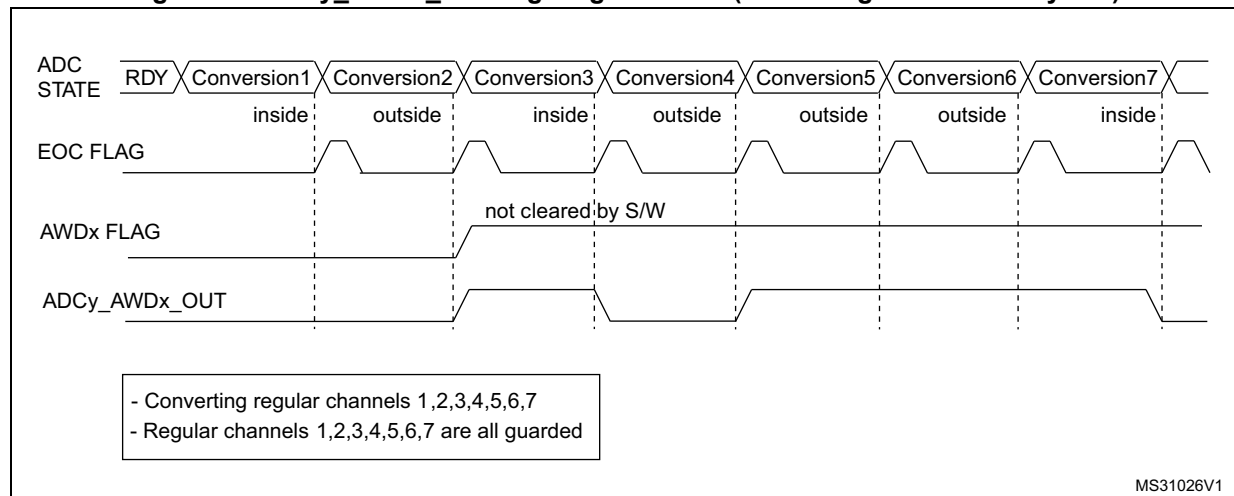 ADC STATE RDY Conversion1 Conversion2 Conversion3 Conversion4 Conversion5 Conversion6 Conversion7
inside outside inside outside outside outside inside
EOC FLAG
not cleared by S/W
AWDx FLAG
ADCy_AWDx_OUT
- Converting regular channels 1,2,3,4,5,6,7
- Regular channels 1,2,3,4,5,6,7 are all guarded
MS31026V1